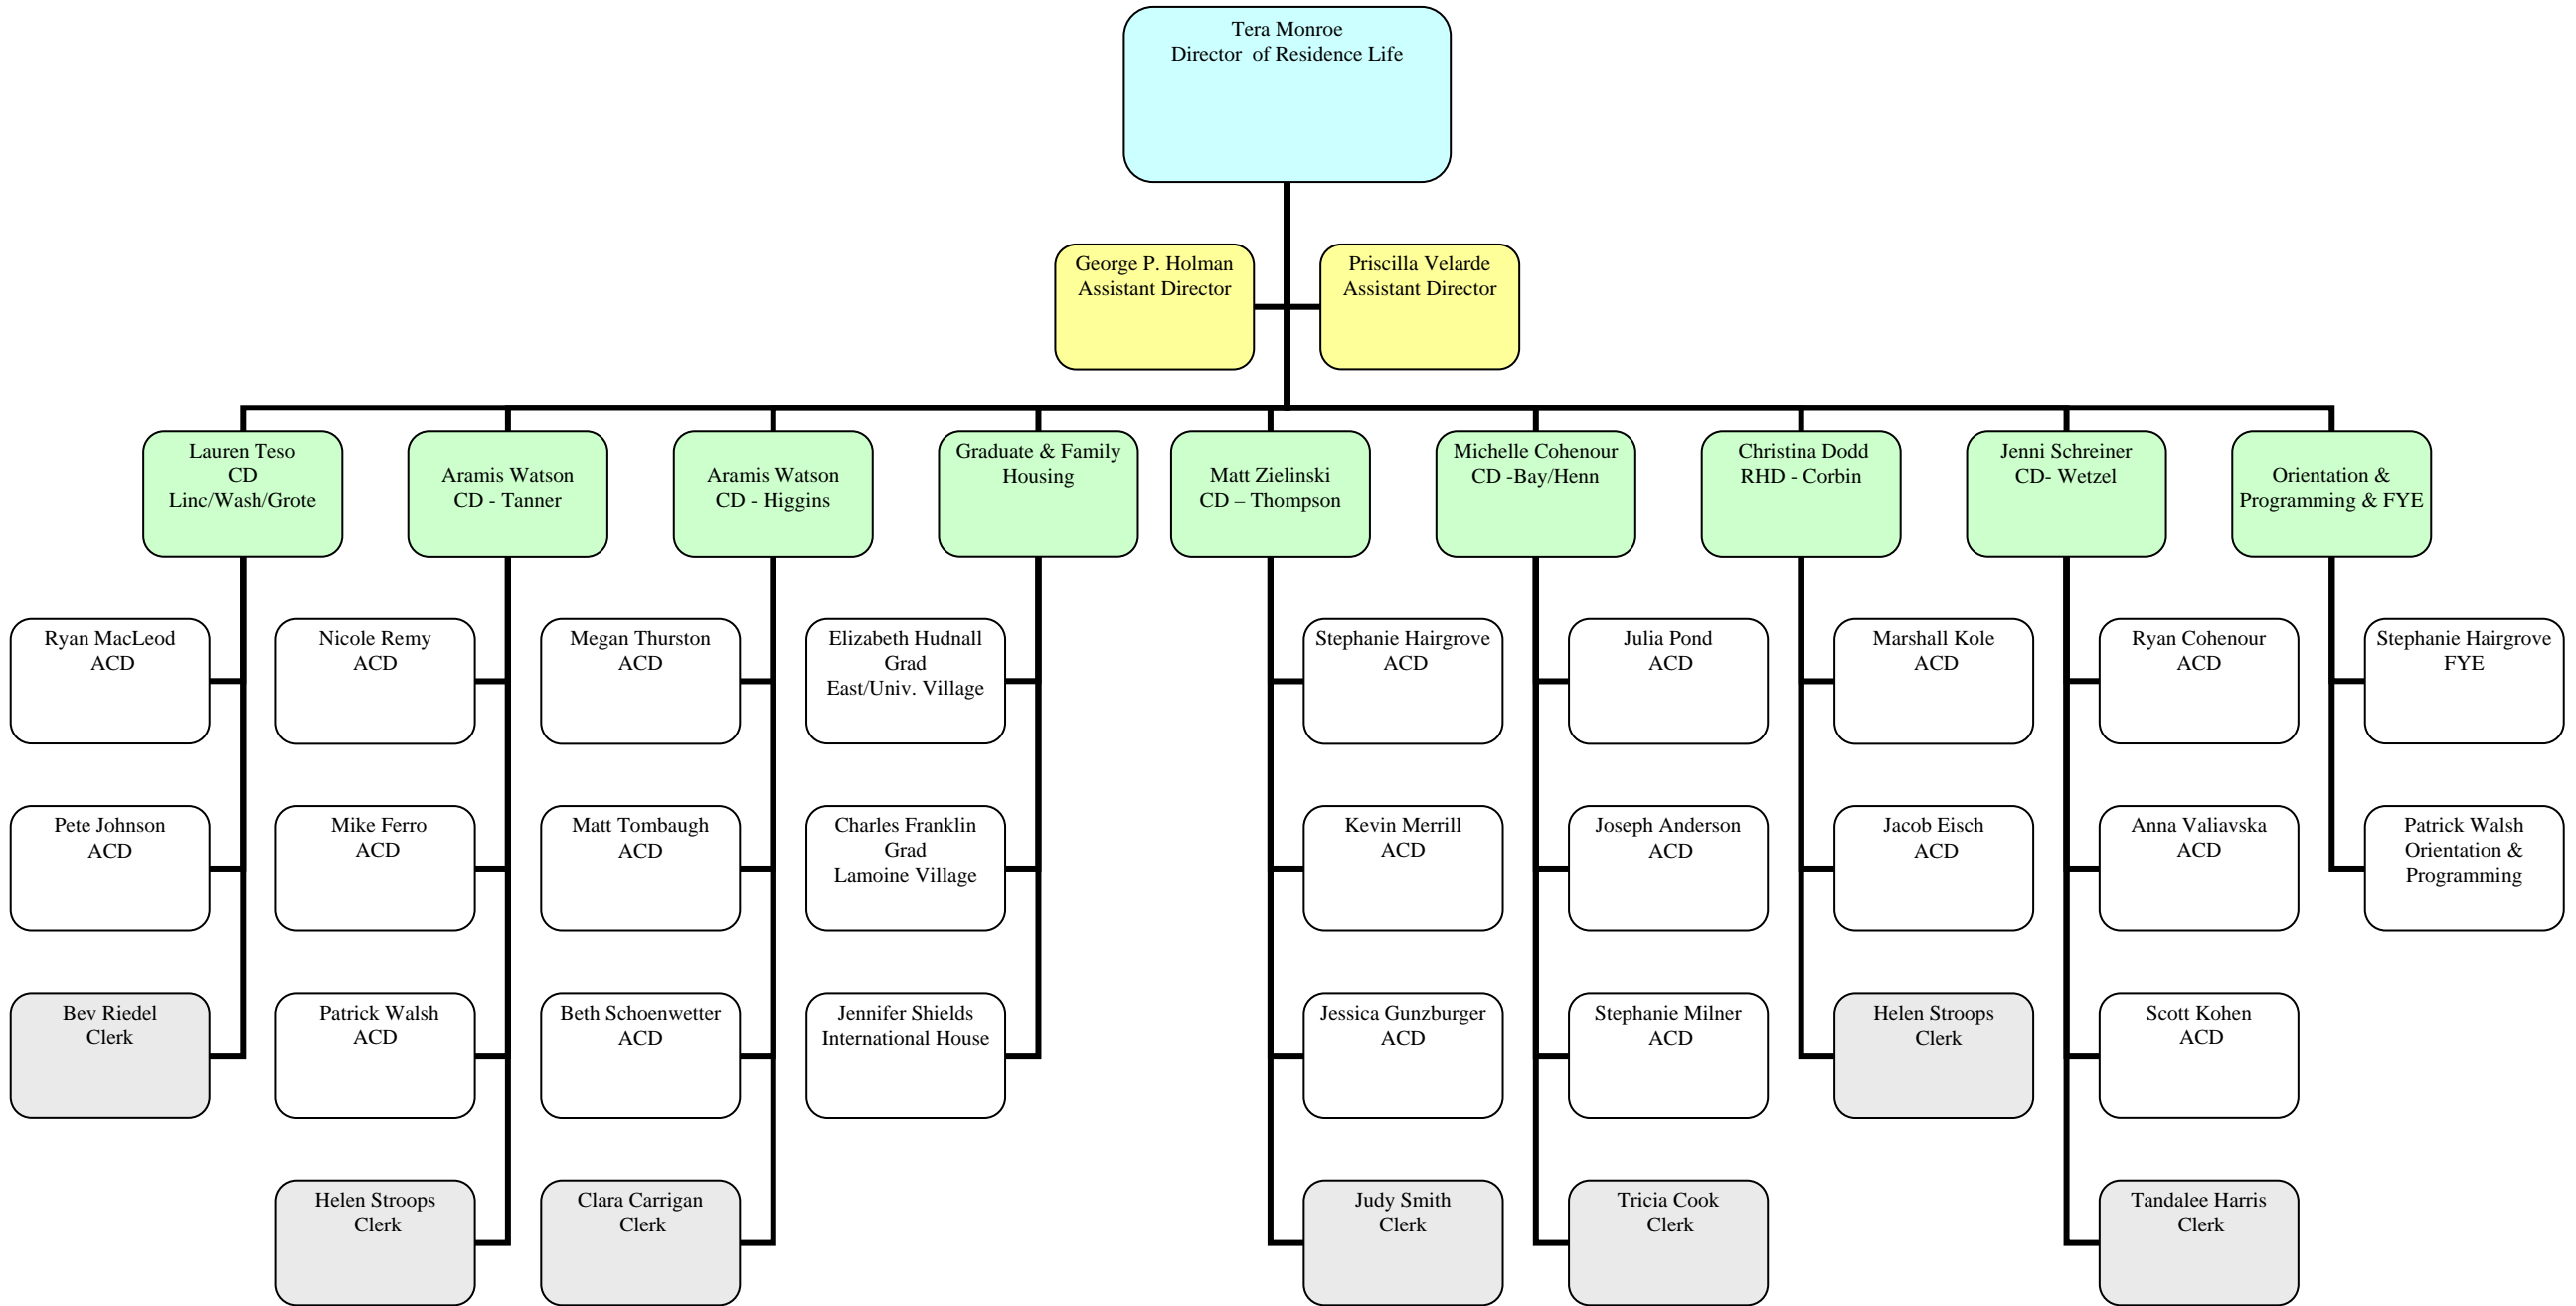 Tera Monroe
Director of Residence Life
George P. Holman
Assistant Director
Priscilla Velarde
Assistant Director
Lauren Teso
CD
Linc/Wash/Grote
Aramis Watson
CD - Tanner
Aramis Watson
CD - Higgins
Graduate & Family
Housing
Matt Zielinski
CD – Thompson
Michelle Cohenour
CD -Bay/Henn
Christina Dodd
RHD - Corbin
Jenni Schreiner
CD- Wetzel
Orientation &
Programming & FYE
Ryan MacLeod
ACD
Nicole Remy
ACD
Megan Thurston
ACD
Elizabeth Hudnall
Grad
East/Univ. Village
Stephanie Hairgrove
ACD
Julia Pond
ACD
Marshall Kole
ACD
Ryan Cohenour
ACD
Stephanie Hairgrove
FYE
Pete Johnson
ACD
Mike Ferro
ACD
Matt Tombaugh
ACD
Charles Franklin
Grad
Lamoine Village
Kevin Merrill
ACD
Joseph Anderson
ACD
Jacob Eisch
ACD
Anna Valiavska
ACD
Patrick Walsh
Orientation &
Programming
Bev Riedel
Clerk
Patrick Walsh
ACD
Beth Schoenwetter
ACD
Jennifer Shields
International House
Jessica Gunzburger
ACD
Stephanie Milner
ACD
Helen Stroops
Clerk
Scott Kohen
ACD
Helen Stroops
Clerk
Clara Carrigan
Clerk
Judy Smith
Clerk
Tricia Cook
Clerk
Tandalee Harris
Clerk